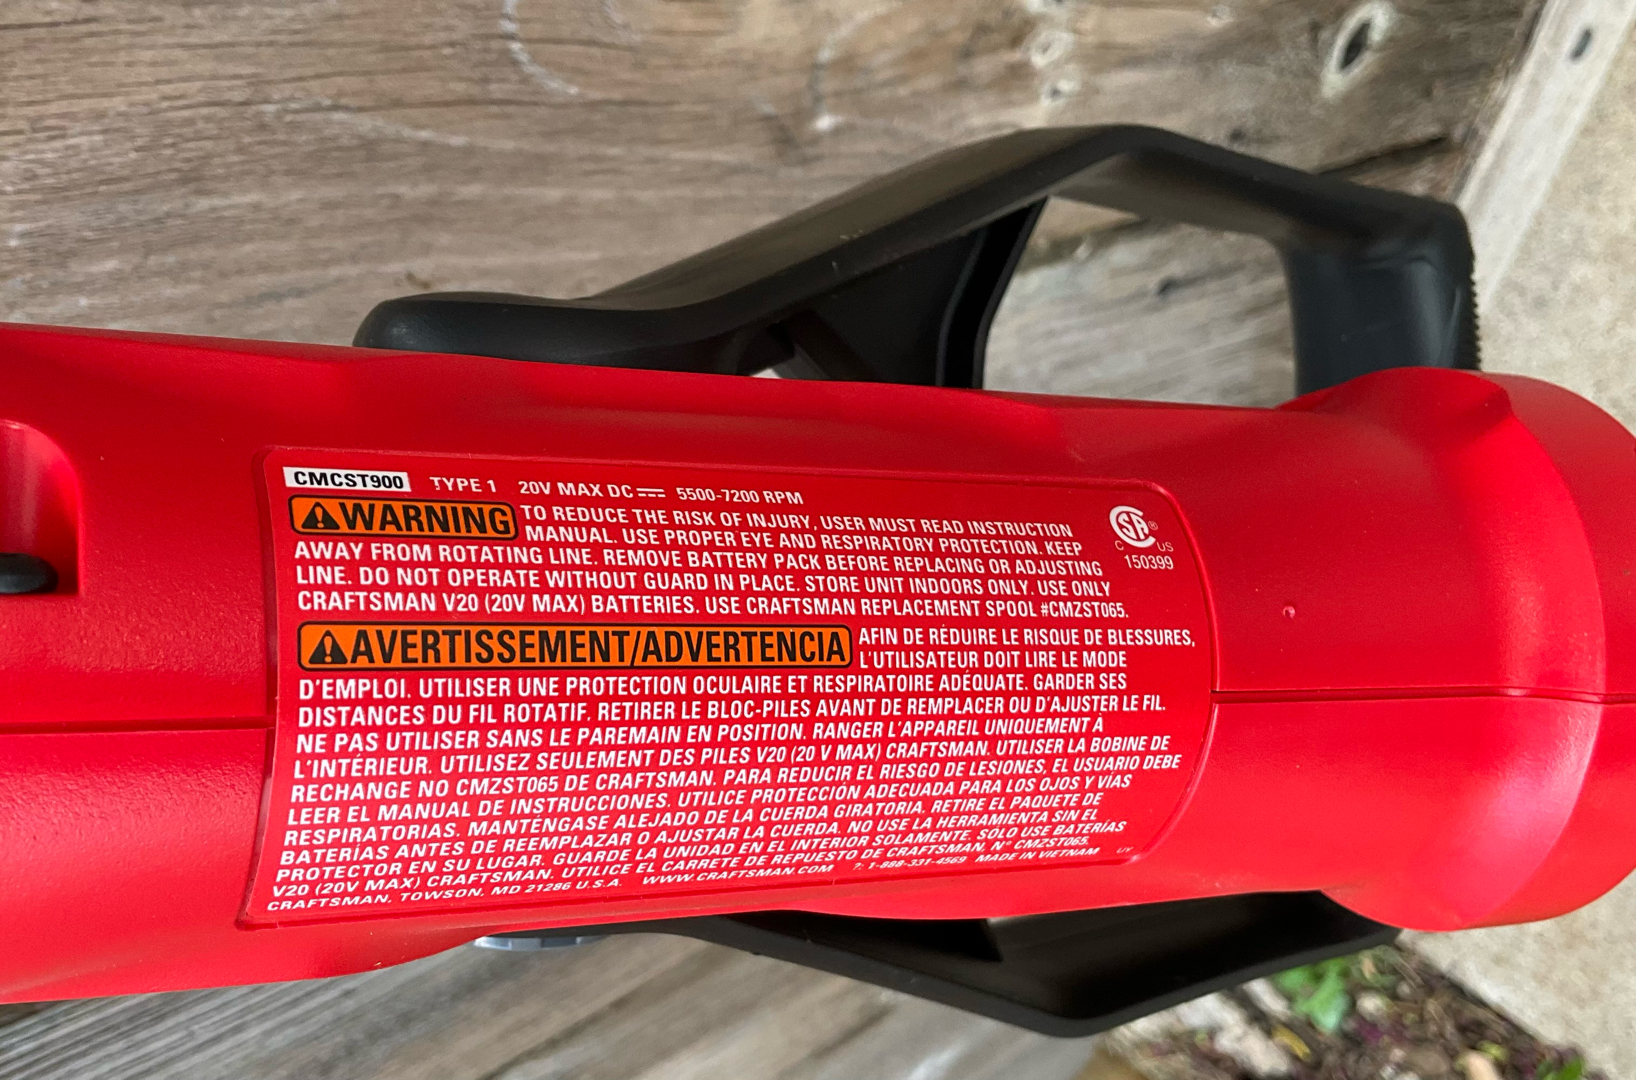 CMCST900 TYPE 1 20V MAX DC 5500-7200 RPM
WARNING TO REDUCE THE RISK OF INJURY, USER MUST READ INSTRUCTION
MANUAL. USE PROPER EYE AND RESPIRATORY PROTECTION. KEEP
AWAY FROM ROTATING LINE. REMOVE BATTERY PACK BEFORE REPLACING OR ADJUSTING
LINE. DO NOT OPERATE WITHOUT GUARD IN PLACE. STORE UNIT INDOORS ONLY. USE ONLY
CRAFTSMAN V20 (20V MAX) BATTERIES. USE CRAFTSMAN REPLACEMENT SPOOL #CMZST065.
SA ®
C US
150399
AVERTISSEMENT/ADVERTENCIA AFIN DE RÉDUIRE LE RISQUE DE BLESSURES,
L'UTILISATEUR DOIT LIRE LE MODE
D'EMPLOI. UTILISER UNE PROTECTION OCULAIRE ET RESPIRATOIRE ADÉQUATE. GARDER SES
DISTANCES DU FIL ROTATIF. RETIRER LE BLOC-PILES AVANT DE REMPLACER OU D'AJUSTER LE FIL.
NE PAS UTILISER SANS LE PAREMAIN EN POSITION. RANGER L'APPAREIL UNIQUEMENT À
L'INTÉRIEUR. UTILISEZ SEULEMENT DES PILES V20 (20 V MAX) CRAFTSMAN. UTILISER LA BOBINE DE
RECHANGE NO CMZST065 DE CRAFTSMAN. PARA REDUCIR EL RIESGO DE LESIONES, EL USUARIO DEBE
LEER EL MANUAL DE INSTRUCCIONES. UTILICE PROTECCIÓN ADECUADA PARA LOS OJOS Y VÍAS
RESPIRATORIAS. MANTÉNGASE ALEJADO DE LA CUERDA GIRATORIA. RETIRE EL PAQUETE DE
BATERÍAS ANTES DE REEMPLAZAR O AJUSTAR LA CUERDA. NO USE LA HERRAMIENTA SIN EL
PROTECTOR EN SU LUGAR. GUARDE LA UNIDAD EN EL INTERIOR SOLAMENTE. SOLO USE BATERÍAS
V20 (20V MAX) CRAFTSMAN. UTILICE EL CARRETE DE REPUESTO DE CRAFTSMAN, N° CMZST065.
CRAFTSMAN, TOWSON, MD 21286 U.S.A. WWW.CRAFTSMAN.COM ?: 1-888-331-4569 MADE IN VIETNAM UY